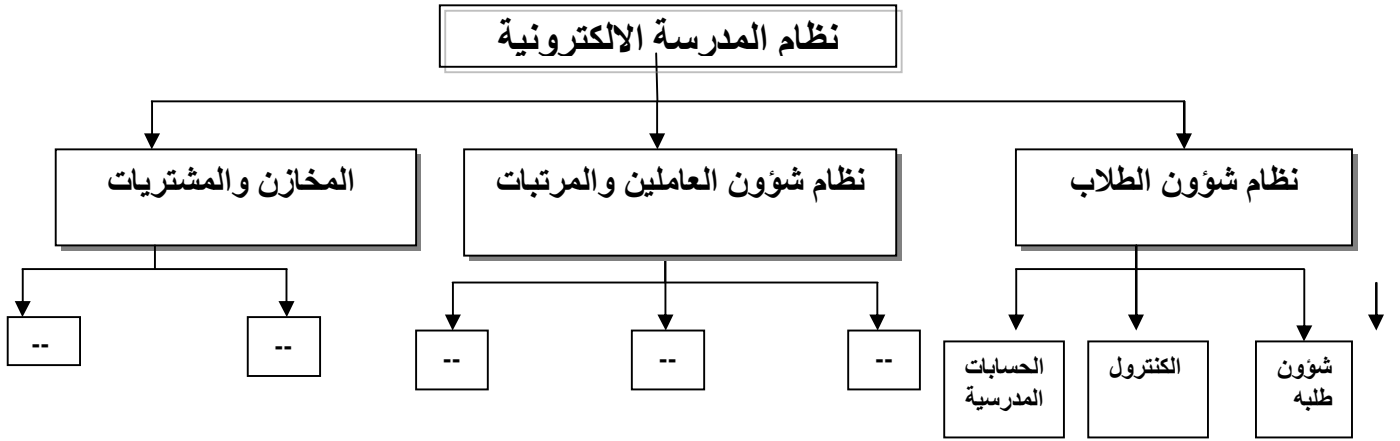 نظام المدرسة الالكترونية
نظام شؤون الطلاب
نظام شؤون العاملين والمرتبات
المخازن والمشتريات
شؤون
طلبه
الكنترول
الحسابات
المدرسية
--
--
--
--
--